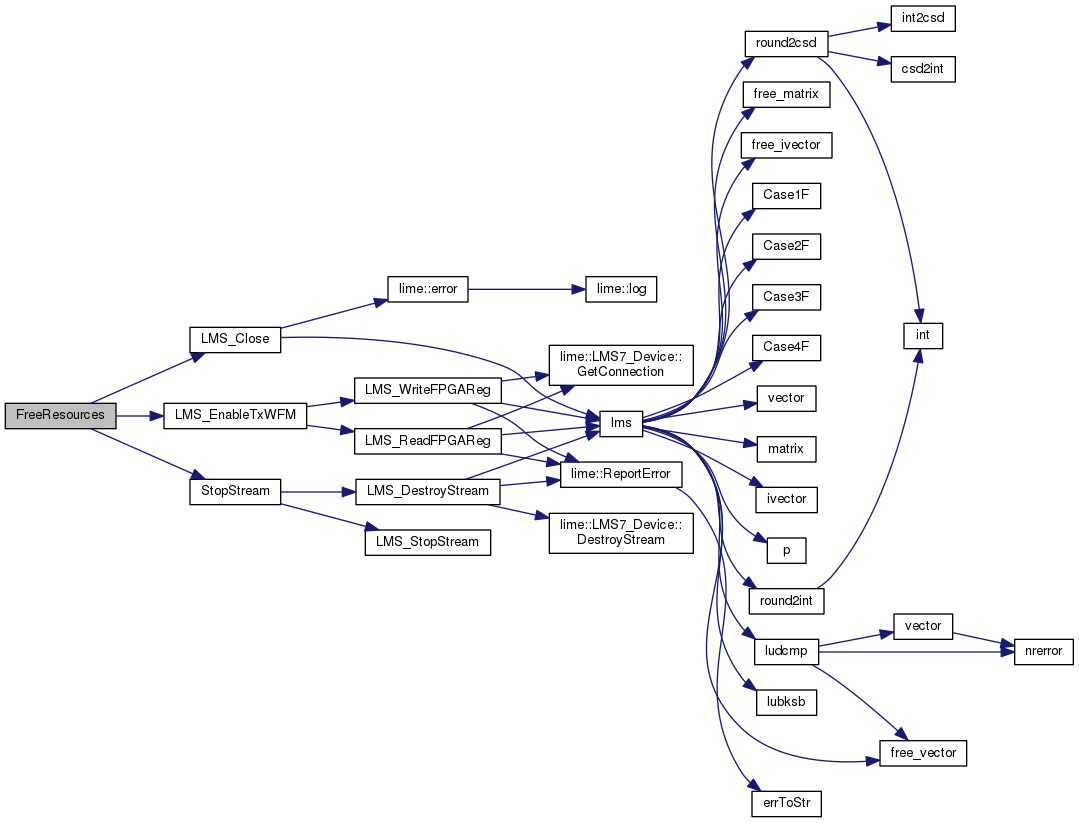 int2csd
round2csd
csd2int
free_matrix
free_ivector
Case1F
Case2F
lime::error
lime::log
Case3F
LMS_Close
int
Case4F
lime::LMS7_Device::
GetConnection
LMS_WriteFPGAReg
vector
FreeResources
LMS_EnableTxWFM
lms
LMS_ReadFPGAReg
matrix
lime::ReportError
StopStream
LMS_DestroyStream
ivector
lime::LMS7_Device::
DestroyStream
LMS_StopStream
p
round2int
vector
ludcmp
nrerror
lubksb
free_vector
errToStr